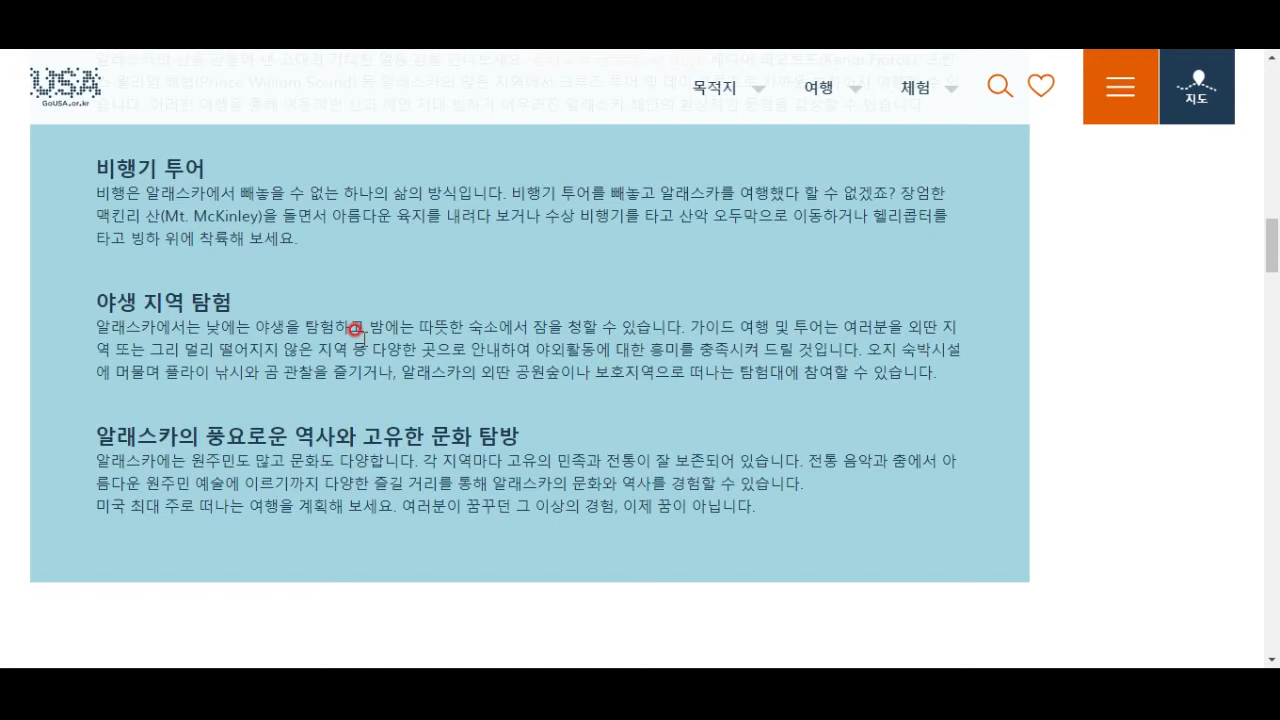 USA
GoUSA.or.kr
목적지
여행
체험
지도
비행기 투어
비행은 알래스카에서 빼놓을 수 없는 하나의 삶의 방식입니다. 비행기 투어를 빼놓고 알래스카를 여행했다 할 수 없겠죠? 장엄한
맥킨리 산(Mt. McKinley)을 돌면서 아름다운 육지를 내려다 보거나 수상 비행기를 타고 산악 오두막으로 이동하거나 헬리콥터를
타고 빙하 위에 착륙해 보세요.
야생 지역 탐험
알래스카에서는 낮에는 야생을 탐험하고 밤에는 따뜻한 숙소에서 잠을 청할 수 있습니다. 가이드 여행 및 투어는 여러분을 외딴 지
역 또는 그리 멀리 떨어지지 않은 지역 등 다양한 곳으로 안내하여 야외활동에 대한 흥미를 충족시켜 드릴 것입니다. 오지 숙박시설
에 머물며 플라이 낚시와 곰 관찰을 즐기거나, 알래스카의 외딴 공원숲이나 보호지역으로 떠나는 탐험대에 참여할 수 있습니다.
알래스카의 풍요로운 역사와 고유한 문화 탐방
알래스카에는 원주민도 많고 문화도 다양합니다. 각 지역마다 고유의 민족과 전통이 잘 보존되어 있습니다. 전통 음악과 춤에서 아
름다운 원주민 예술에 이르기까지 다양한 즐길 거리를 통해 알래스카의 문화와 역사를 경험할 수 있습니다.
미국 최대 주로 떠나는 여행을 계획해 보세요. 여러분이 꿈꾸던 그 이상의 경험, 이제 꿈이 아닙니다.